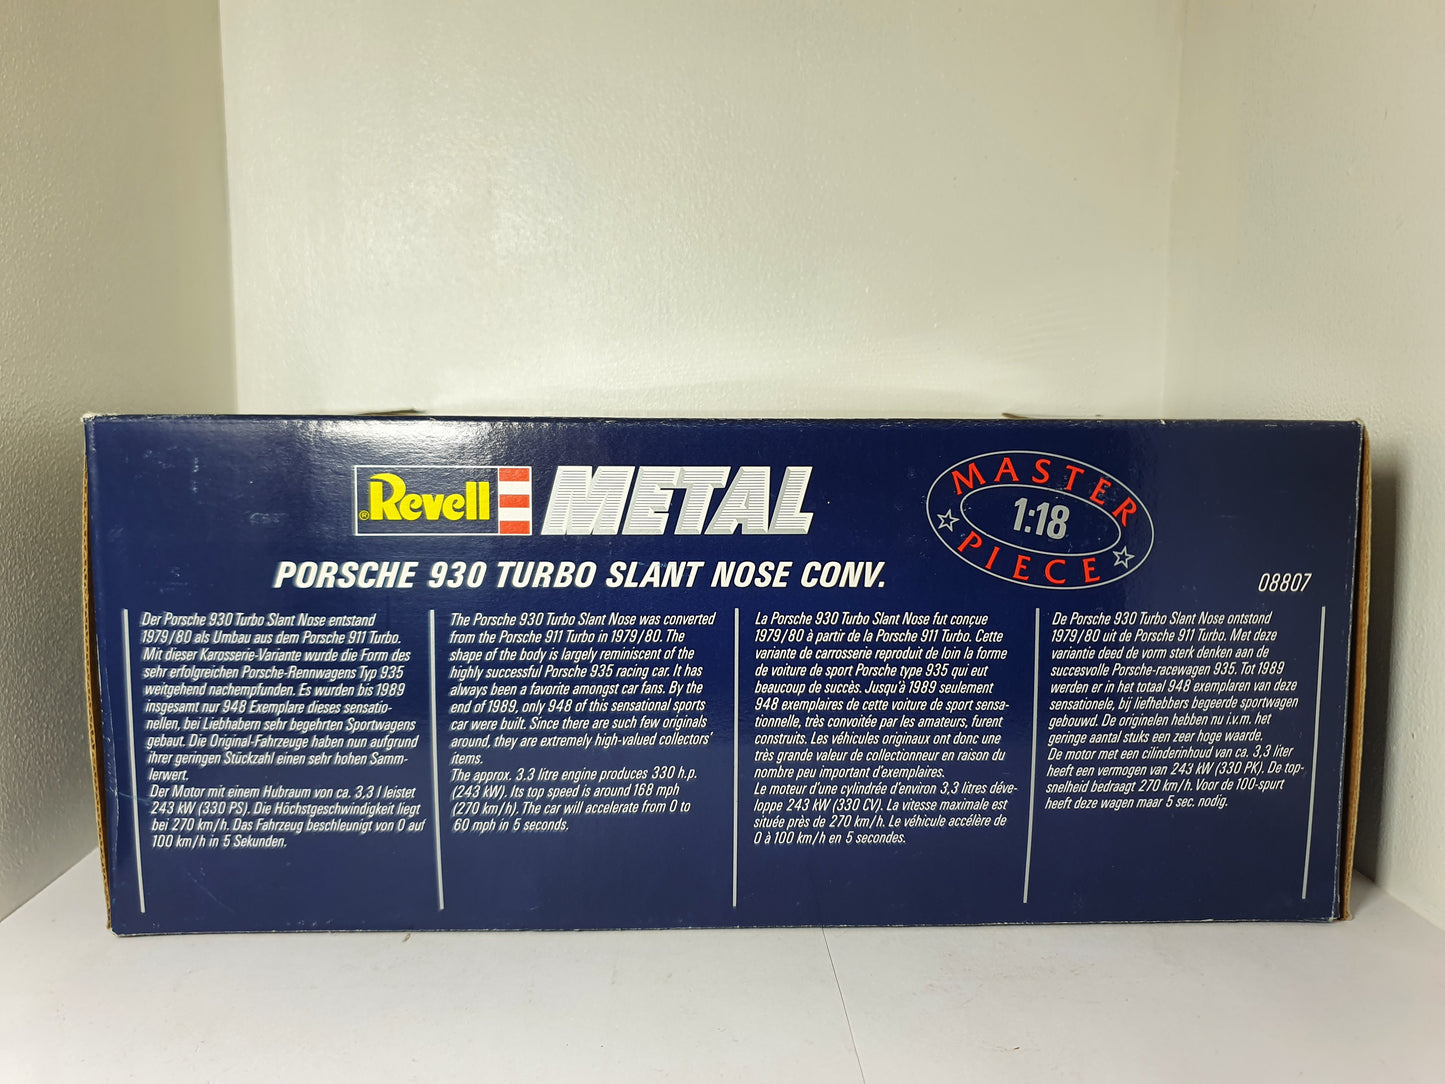 Revell METAL
®
MASTER
1:18
PIECE
PORSCHE 930 TURBO SLANT NOSE CONV.
08807
Der Porsche 930 Turbo Slant Nose entstand
1979/80 als Umbau aus dem Porsche 911 Turbo.
Mit dieser Karosserie-Variante wurde die Form des
sehr erfolgreichen Porsche-Rennwagens Typ 935
weitgehend nachempfunden. Es wurden bis 1989
insgesamt nur 948 Exemplare dieses sensatio-
nellen, bei Liebhabern sehr begehrten Sportwagens
gebaut. Die Original-Fahrzeuge haben nun aufgrund
ihrer geringen Stückzahl einen sehr hohen Samm-
lerwert.
Der Motor mit einem Hubraum von ca. 3,3 l leistet
243 kW (330 PS). Die Höchstgeschwindigkeit liegt
bei 270 km/h. Das Fahrzeug beschleunigt von 0 auf
100 km/h in 5 Sekunden.
The Porsche 930 Turbo Slant Nose was converted
from the Porsche 911 Turbo in 1979/80. The
shape of the body is largely reminiscent of the
highly successful Porsche 935 racing car. It has
always been a favorite amongst car fans. By the
end of 1989, only 948 of this sensational sports
car were built. Since there are such few originals
around, they are extremely high-valued collectors'
items.
The approx. 3.3 litre engine produces 330 h.p.
(243 kW). Its top speed is around 168 mph
(270 km/h). The car will accelerate from 0 to
60 mph in 5 seconds.
La Porsche 930 Turbo Slant Nose fut conçue
1979/80 à partir de la Porsche 911 Turbo. Cette
variante de carrosserie reproduit de loin la forme
de voiture de sport Porsche type 935 qui eut
beaucoup de succès. Jusqu'à 1989 seulement
948 exemplaires de cette voiture de sport sensa-
tionnelle, très convoitée par les amateurs, furent
construits. Les véhicules originaux ont donc une
très grande valeur de collectionneur en raison du
nombre peu important d'exemplaires.
Le moteur d'une cylindrée d'environ 3,3 litres déve-
loppe 243 kW (330 CV). La vitesse maximale est
située près de 270 km/h. Le véhicule accélère de
0 à 100 km/h en 5 secondes.
De Porsche 930 Turbo Slant Nose ontstond
1979/80 uit de Porsche 911 Turbo. Met deze
variantie deed de vorm sterk denken aan de
succesvolle Porsche-racewagen 935. Tot 1989
werden er in het totaal 948 exemplaren van deze
sensationele, bij liefhebbers begeerde sportwagen
gebouwd. De originelen hebben nu i.v.m. het
geringe aantal stuks een zeer hoge waarde.
De motor met een cilinderinhoud van ca. 3,3 liter
heeft een vermogen van 243 kW (330 PK). De top-
snelheid bedraagt 270 km/h. Voor de 100-spurt
heeft deze wagen maar 5 sec. nodig.